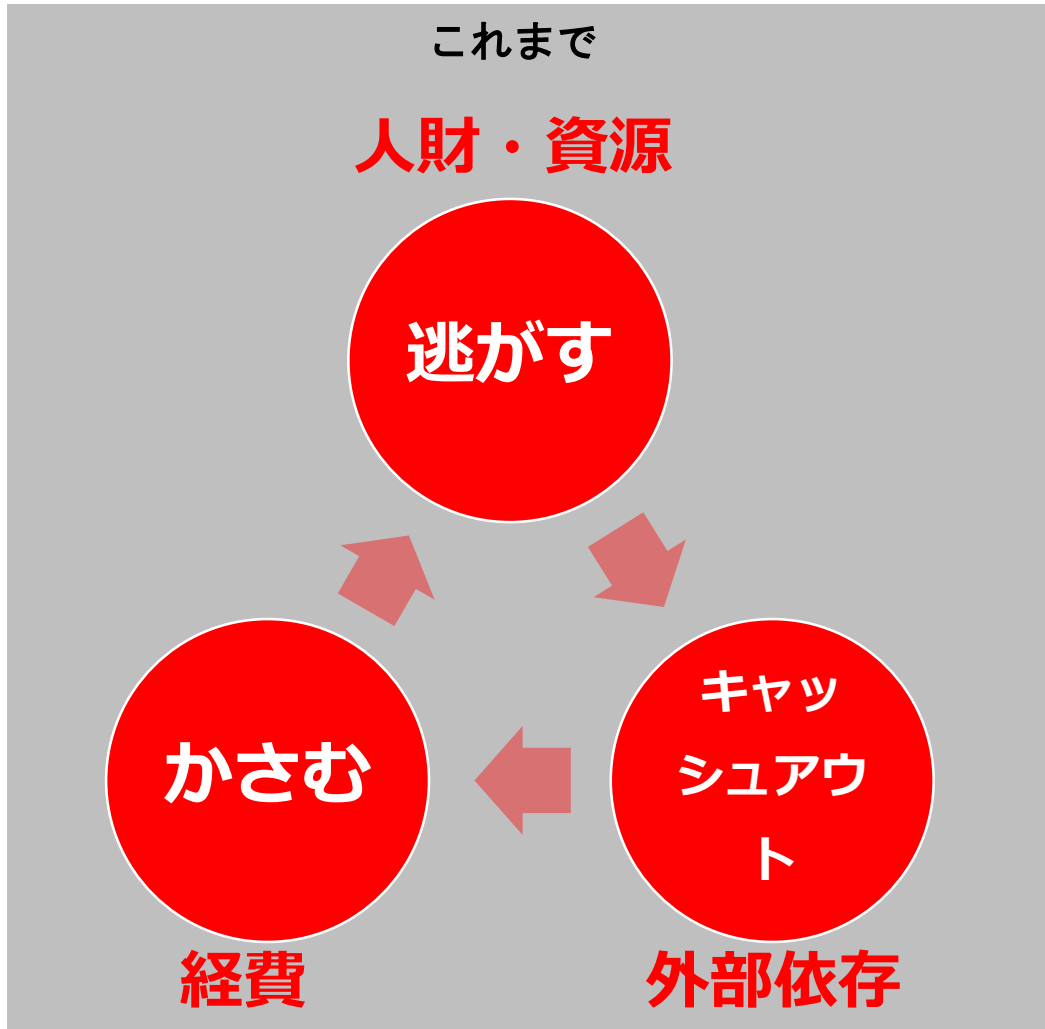 これまで
人財・資源
逃がす
かさむ
キャッ
シュアウ
ト
経費
外部依存